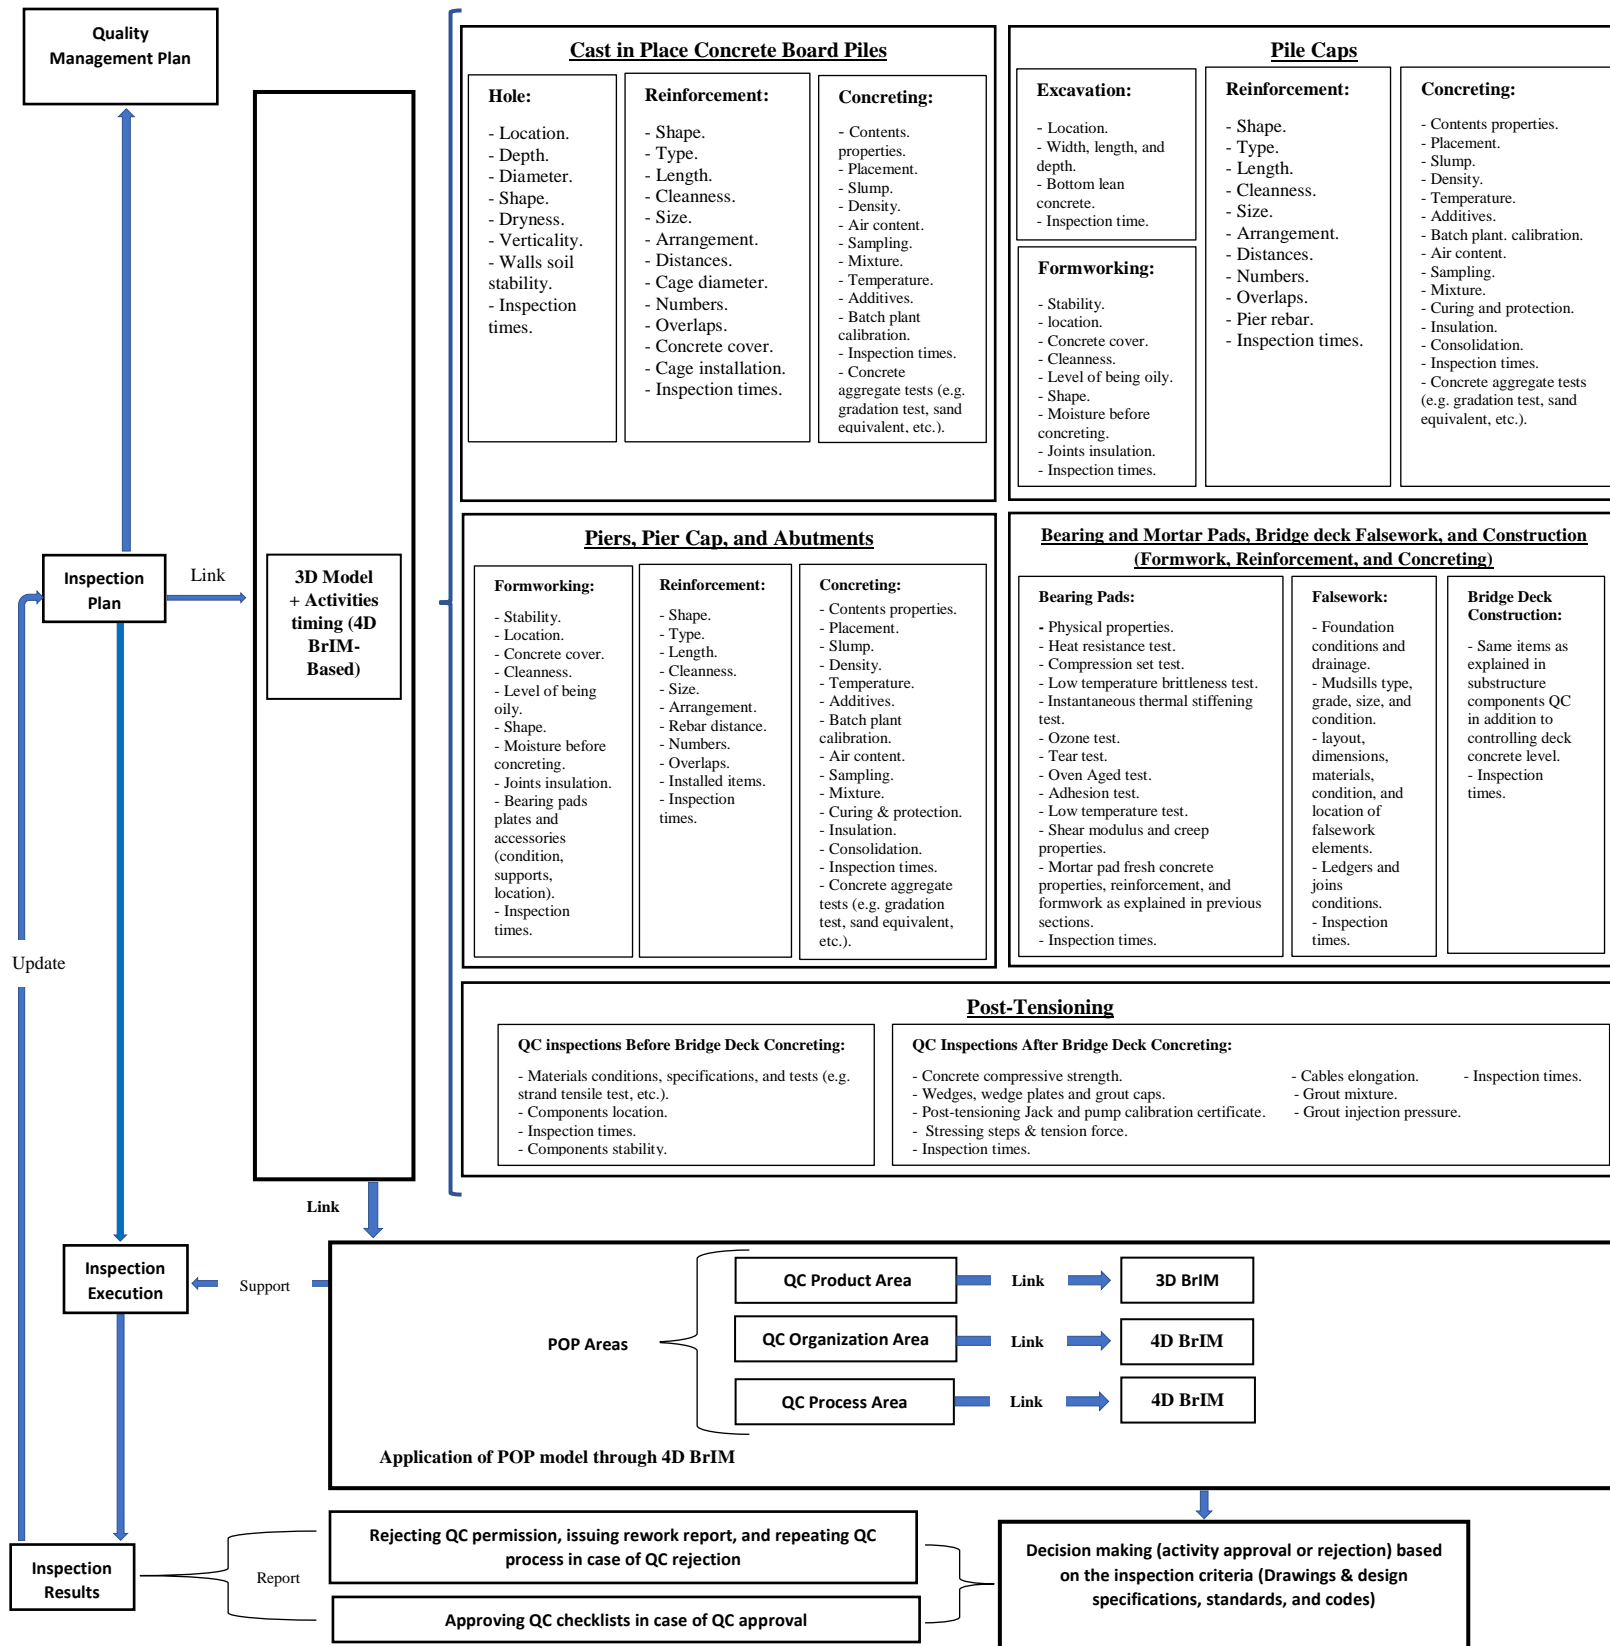 Quality
Management Plan
Inspection
Plan
Link
Update
3D Model
+ Activities
timing (4D
BrIM-
Based)
Cast in Place Concrete Board Piles
Hole:
- Location.
- Depth.
- Diameter.
- Shape.
- Dryness.
- Verticality.
- Walls soil
stability.
- Inspection
times.
Reinforcement:
- Shape.
- Type.
- Length.
- Cleanness.
- Size.
- Arrangement.
- Distances.
- Cage diameter.
- Numbers.
- Overlaps.
- Concrete cover.
- Cage installation.
- Inspection times.
Concreting:
- Contents.
properties.
- Placement.
- Slump.
- Density.
- Air content.
- Sampling.
- Mixture.
- Temperature.
- Additives.
- Batch plant
calibration.
- Inspection times.
- Concrete
aggregate tests (e.g.
gradation test, sand
equivalent, etc.).
Pile Caps
Excavation:
- Location.
- Width, length, and
depth.
- Bottom lean
concrete.
- Inspection time.
Formworking:
- Stability.
- location.
- Concrete cover.
- Cleanness.
- Level of being oily.
- Shape.
- Moisture before
concreting.
- Joints insulation.
- Inspection times.
Reinforcement:
- Shape.
- Type.
- Length.
- Cleanness.
- Size.
- Arrangement.
- Distances.
- Numbers.
- Overlaps.
- Pier rebar.
- Inspection times.
Concreting:
- Contents properties.
- Placement.
- Slump.
- Density.
- Temperature.
- Additives.
- Batch plant. calibration.
- Air content.
- Sampling.
- Mixture.
- Curing and protection.
- Insulation.
- Consolidation.
- Inspection times.
- Concrete aggregate tests
(e.g. gradation test, sand
equivalent, etc.).
Piers, Pier Cap, and Abutments
Formworking:
- Stability.
- Location.
- Concrete cover.
- Cleanness.
- Level of being
oily.
- Shape.
- Moisture before
concreting.
- Joints insulation.
- Bearing pads
plates and
accessories
(condition,
supports,
location).
- Inspection
times.
Reinforcement:
- Shape.
- Type.
- Length.
- Cleanness.
- Size.
- Arrangement.
- Rebar distance.
- Numbers.
- Overlaps.
- Installed items.
- Inspection
times.
Concreting:
- Contents properties.
- Placement.
- Slump.
- Density.
- Temperature.
- Additives.
- Batch plant
calibration.
- Air content.
- Sampling.
- Mixture.
- Curing & protection.
- Insulation.
- Consolidation.
- Inspection times.
- Concrete aggregate
tests (e.g. gradation
test, sand equivalent,
etc.).
Bearing and Mortar Pads, Bridge deck Falsework, and Construction
(Formwork, Reinforcement, and Concreting)
Bearing Pads:
- Physical properties.
- Heat resistance test.
- Compression set test.
- Low temperature brittleness test.
- Instantaneous thermal stiffening
test.
- Ozone test.
- Tear test.
- Oven Aged test.
- Adhesion test.
- Low temperature test.
- Shear modulus and creep
properties.
- Mortar pad fresh concrete
properties, reinforcement, and
formwork as explained in previous
sections.
- Inspection times.
Falsework:
- Foundation
conditions and
drainage.
- Mudsills type,
grade, size, and
condition.
- layout,
dimensions,
materials,
condition, and
location of
falsework
elements.
- Ledgers and
joins
conditions.
- Inspection
times.
Bridge Deck
Construction:
- Same items as
explained in
substructure
components QC
in addition to
controlling deck
concrete level.
- Inspection
times.
Post-Tensioning
QC inspections Before Bridge Deck Concreting:
- Materials conditions, specifications, and tests (e.g.
strand tensile test, etc.).
- Components location.
- Inspection times.
- Components stability.
QC Inspections After Bridge Deck Concreting:
- Concrete compressive strength.
- Wedges, wedge plates and grout caps.
- Post-tensioning Jack and pump calibration certificate.
- Stressing steps & tension force.
- Inspection times.
- Cables elongation.
- Grout mixture.
- Grout injection pressure.
- Inspection times.
Link
Inspection
Execution
Support
POP Areas
QC Product Area
Link
3D BrIM
QC Organization Area
Link
4D BrIM
QC Process Area
Link
4D BrIM
Application of POP model through 4D BrIM
Inspection
Results
Report
Rejecting QC permission, issuing rework report, and repeating QC
process in case of QC rejection
Approving QC checklists in case of QC approval
Decision making (activity approval or rejection) based
on the inspection criteria (Drawings & design
specifications, standards, and codes)